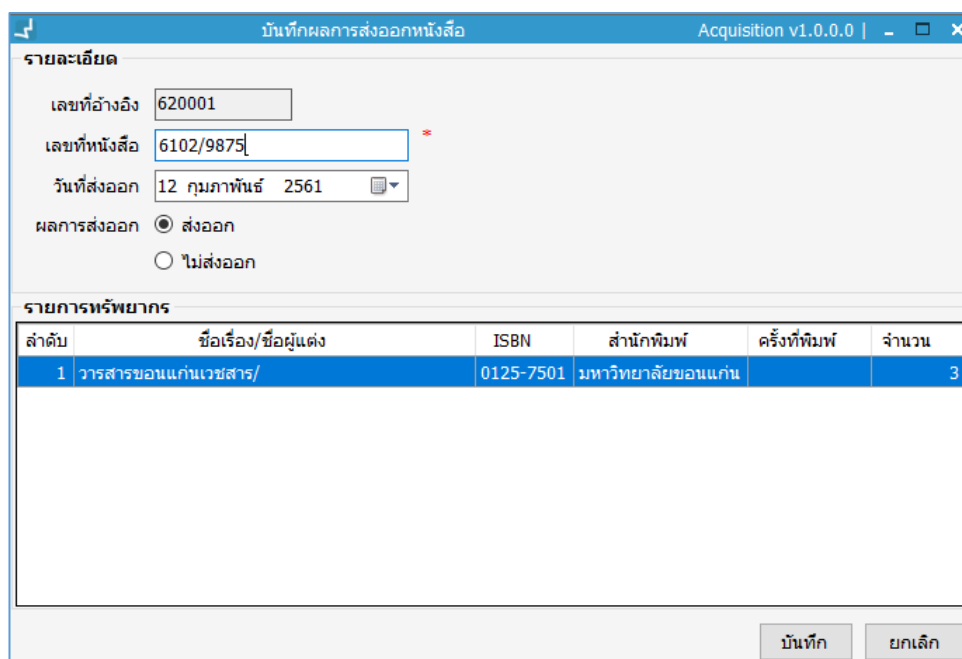 บันทึกผลการส่งออกหนังสือ Acquisition v1.0.0.0 |
รายละเอียด
เลขที่อ้างอิง 620001
เลขที่หนังสือ 6102/9875 *
วันที่ส่งออก 12 กุมภาพันธ์ 2561
ผลการส่งออก ส่งออก
ไม่ส่งออก
รายการทรัพยากร
ลำดับ ชื่อเรื่อง/ชื่อผู้แต่ง ISBN สำนักพิมพ์ ครั้งที่พิมพ์ จำนวน
1 วารสารขอนแก่นเวชสาร/ 0125-7501 มหาวิทยาลัยขอนแก่น 3
บันทึก ยกเลิก